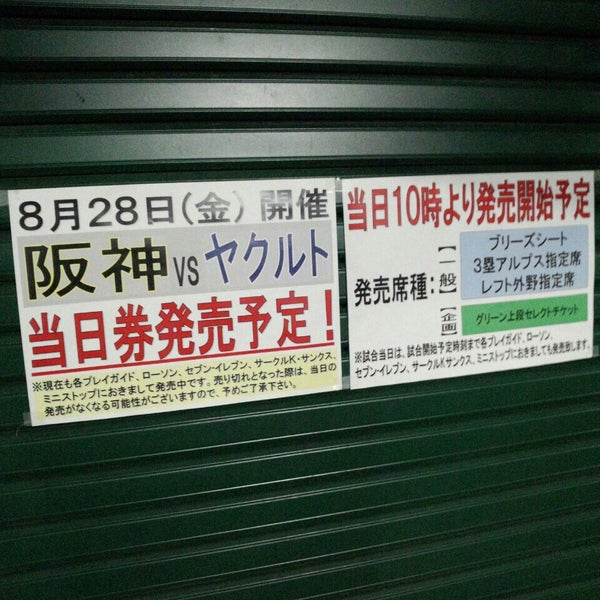 8月28日(金) 開催
阪神 VS ヤクルト
当日券発売予定!
※現在も各プレイガイド、ローソン、セブン-イレブン、サークルK・サンクス、
ミニストップにおきまして発売中です。売り切れとなった際は、当日の
発売がなくなる可能性がございますので、予めご了承下さい。
当日10時より発売開始予定
発売席種:
【一般】
ブリーズシート
3塁アルプス指定席
レフト外野指定席
【企画】
グリーン上段セレクトチケット
※試合当日は、試合開始予定時刻まで各プレイガイド、ローソン、
セブン-イレブン、サークルKサンクス、ミニストップにおきましても発売致します。